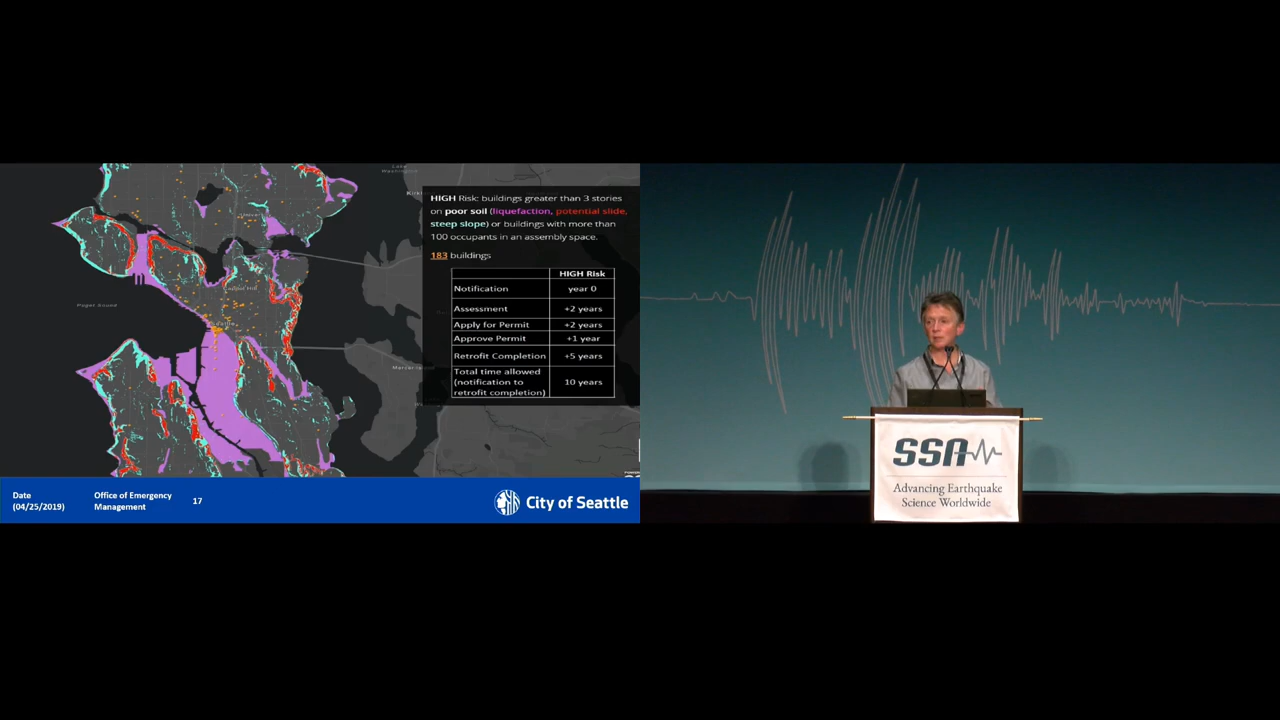 Lake
Washington
HIGH Risk: buildings greater than 3 stories
on poor soil (liquefaction, potential slide,
steep slope) or buildings with more than
100 occupants in an assembly space.
183 buildings
HIGH Risk
Notification year 0
Assessment +2 years
Apply for Permit +2 years
Approve Permit +1 year
Retrofit Completion +5 years
Total time allowed
(notification to
retrofit completion)
10 years
Capitol Hill
Puget Sound
Date
(04/25/2019)
Office of Emergency
Management
17
City of Seattle
SSA
Advancing Earthquake
Science Worldwide